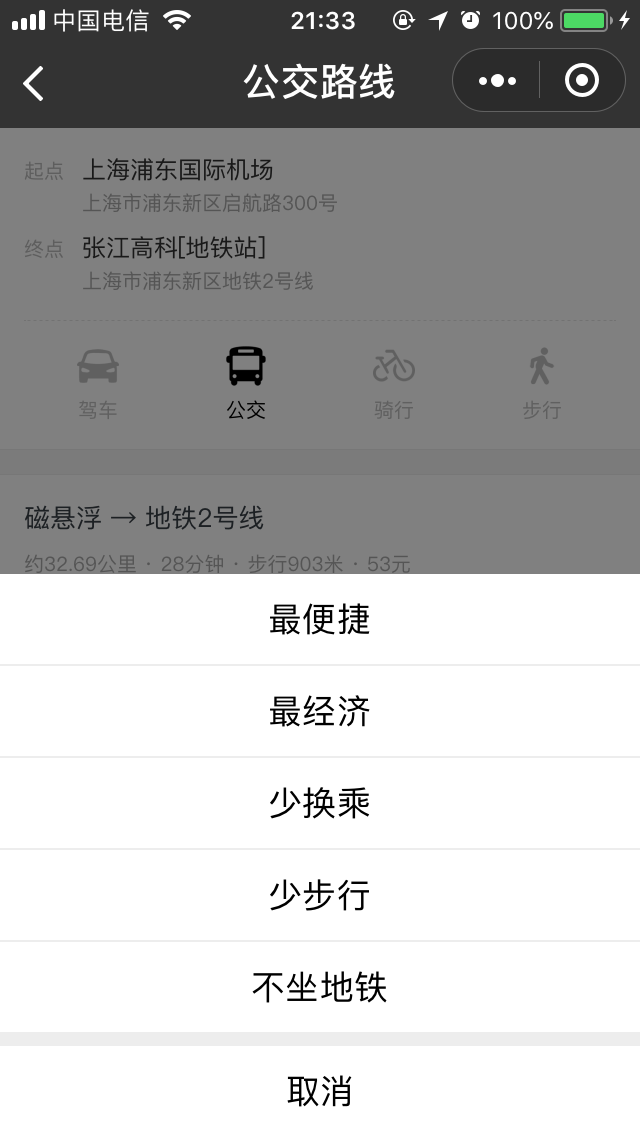 中国电信 21:33 100%
公交路线
起点 上海浦东国际机场
上海市浦东新区启航路300号
终点 张江高科[地铁站]
上海市浦东新区地铁2号线
驾车 公交 骑行 步行
磁悬浮 → 地铁2号线
约32.69公里 · 28分钟 · 步行903米 · 53元
最便捷
最经济
少换乘
少步行
不坐地铁
取消